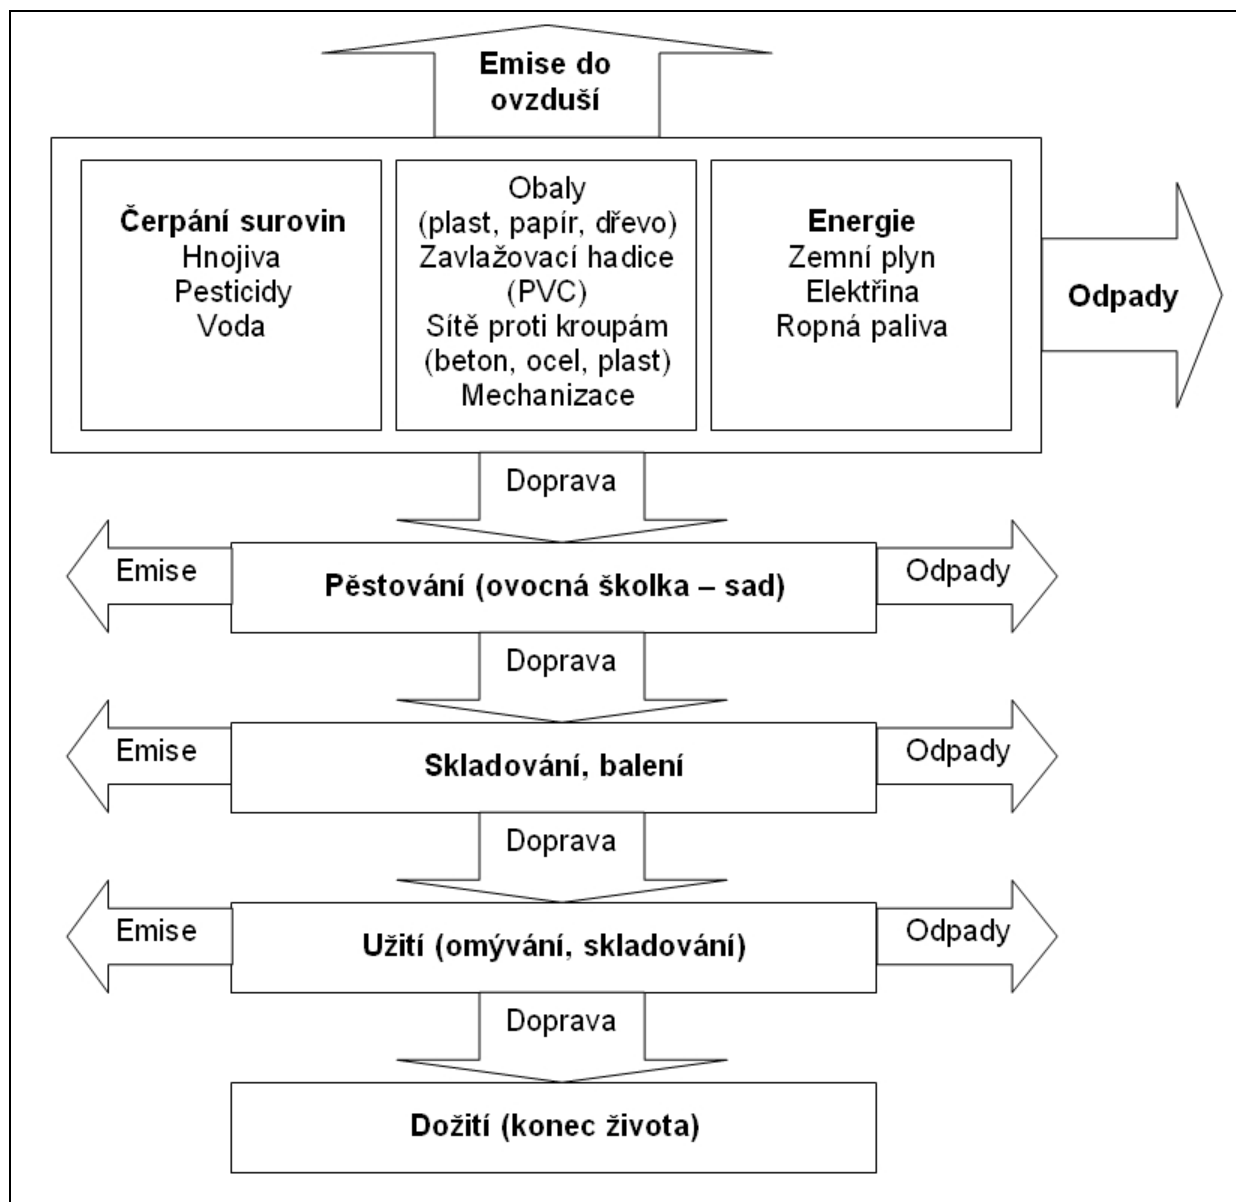 Emise do
ovzduší
Čerpání surovin
Hnojiva
Pesticidy
Voda
Obaly
(plast, papír, dřevo)
Zavlažovací hadice
(PVC)
Sítě proti kroupám
(beton, ocel, plast)
Mechanizace
Energie
Zemní plyn
Elektřina
Ropná paliva
Odpady
Doprava
Emise
Pěstování (ovocná školka – sad)
Odpady
Doprava
Emise
Skladování, balení
Odpady
Doprava
Emise
Užití (omývání, skladování)
Odpady
Doprava
Dožití (konec života)